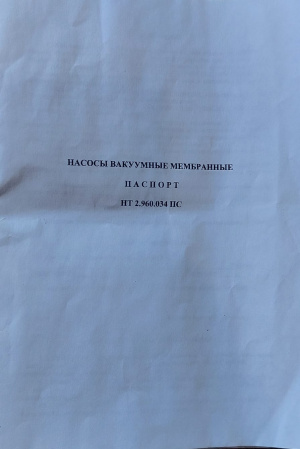 НАСОСЫ ВАКУУМНЫЕ МЕМБРАННЫЕ
П А С П О Р Т
НТ 2.960.034 ПС